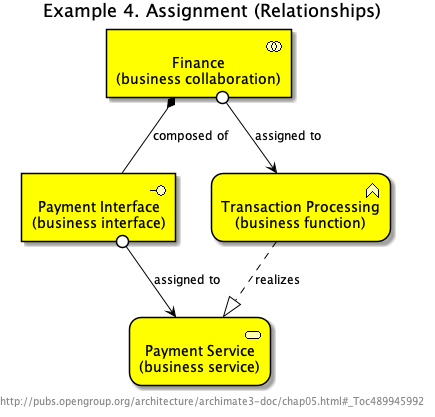 Example 4. Assignment (Relationships)
Finance
(business collaboration)
composed of
assigned to
Payment Interface
(business interface)
Transaction Processing
(business function)
assigned to
realizes
Payment Service
(business service)
http://pubs.opengroup.org/architecture/archimate3-doc/chap05.html#_Toc489945992